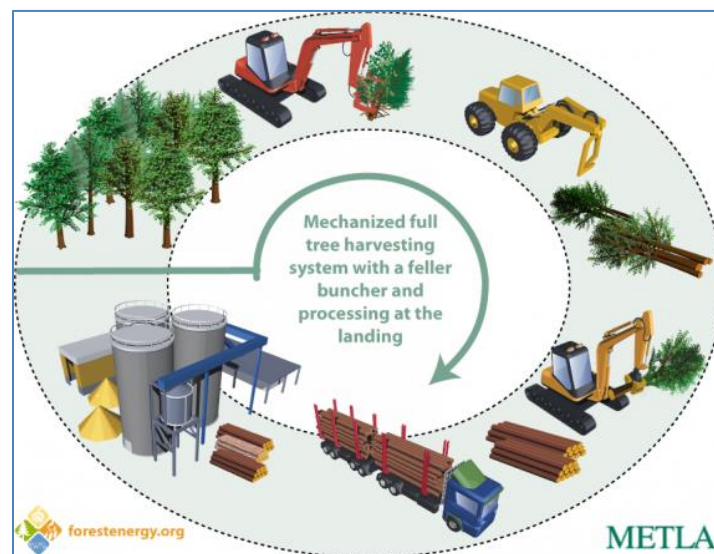 Mechanized full
tree harvesting
system with a feller
buncher and
processing at the
landing
forestenergy.org
METLA